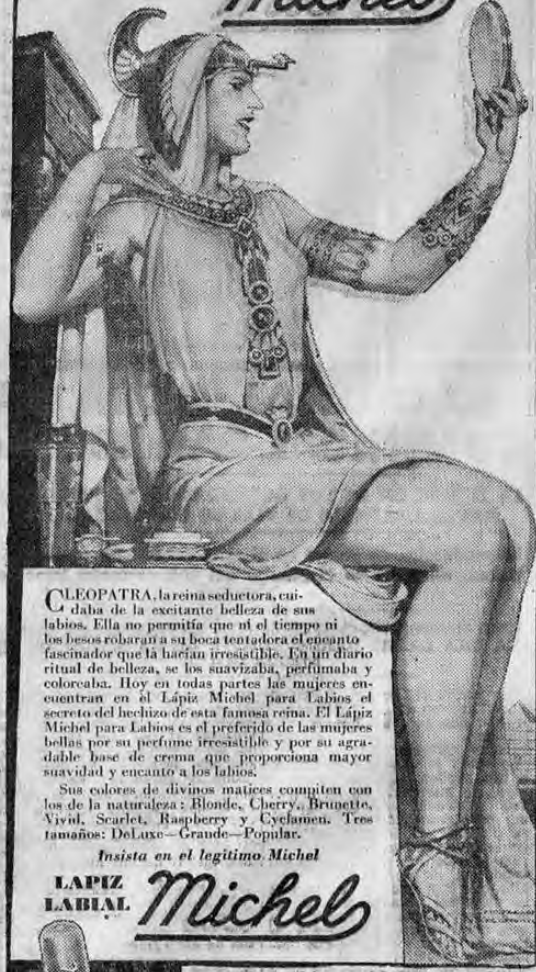 Michel
CLEOPATRA, la reina seductora, cui-
daba de la excitante belleza de sus
labios. Ella no permitía que ni el tiempo ni
los besos robaran a su boca tentadora el encanto
fascinador que la hacían irresistible. En un diario
ritual de belleza, se los suavizaba, perfumaba y
coloreaba. Hoy en todas partes las mujeres en-
cuentran en el Lápiz Michel para Labios el
secreto del hechizo de esta famosa reina. El Lápiz
Michel para Labios es el preferido de las mujeres
bellas por su perfume irresistible y por su agra-
dable base de crema que proporciona mayor
suavidad y encanto a los labios.
Sus colores de divinos matices compiten con
los de la naturaleza: Blonde, Cherry, Brunette,
Vivid, Scarlet, Raspberry y Cyclamen. Tres
tamaños: DeLuxe—Grande—Popular.
Insista en el legítimo Michel
LAPIZ
LABIAL Michel